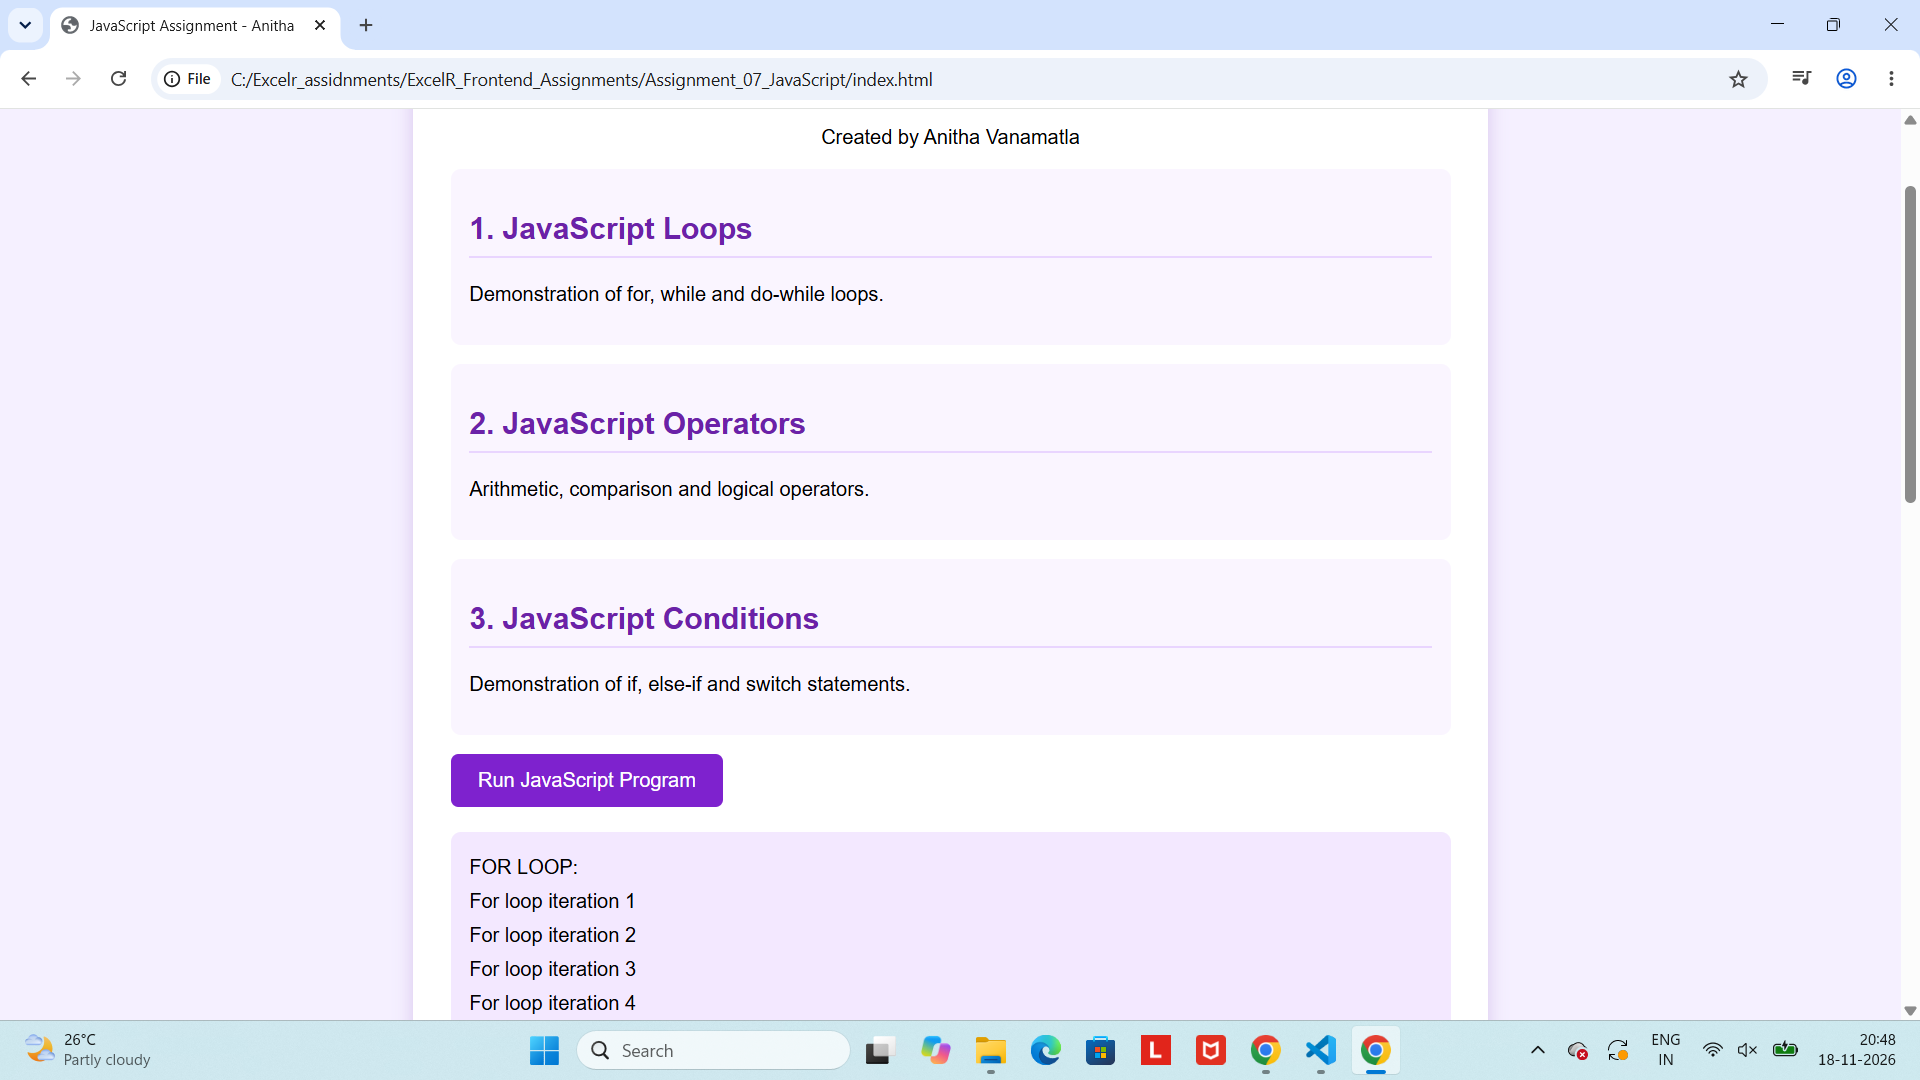 JavaScript Assignment - Anitha
File
C:/Excelr_assidnments/ExcelR_Frontend_Assignments/Assignment_07_JavaScript/index.html
Created by Anitha Vanamatla
1. JavaScript Loops
Demonstration of for, while and do-while loops.
2. JavaScript Operators
Arithmetic, comparison and logical operators.
3. JavaScript Conditions
Demonstration of if, else-if and switch statements.
Run JavaScript Program
FOR LOOP:
For loop iteration 1
For loop iteration 2
For loop iteration 3
For loop iteration 4
26°C
Partly cloudy
Search
L
ENG
IN
20:48
18-11-2026